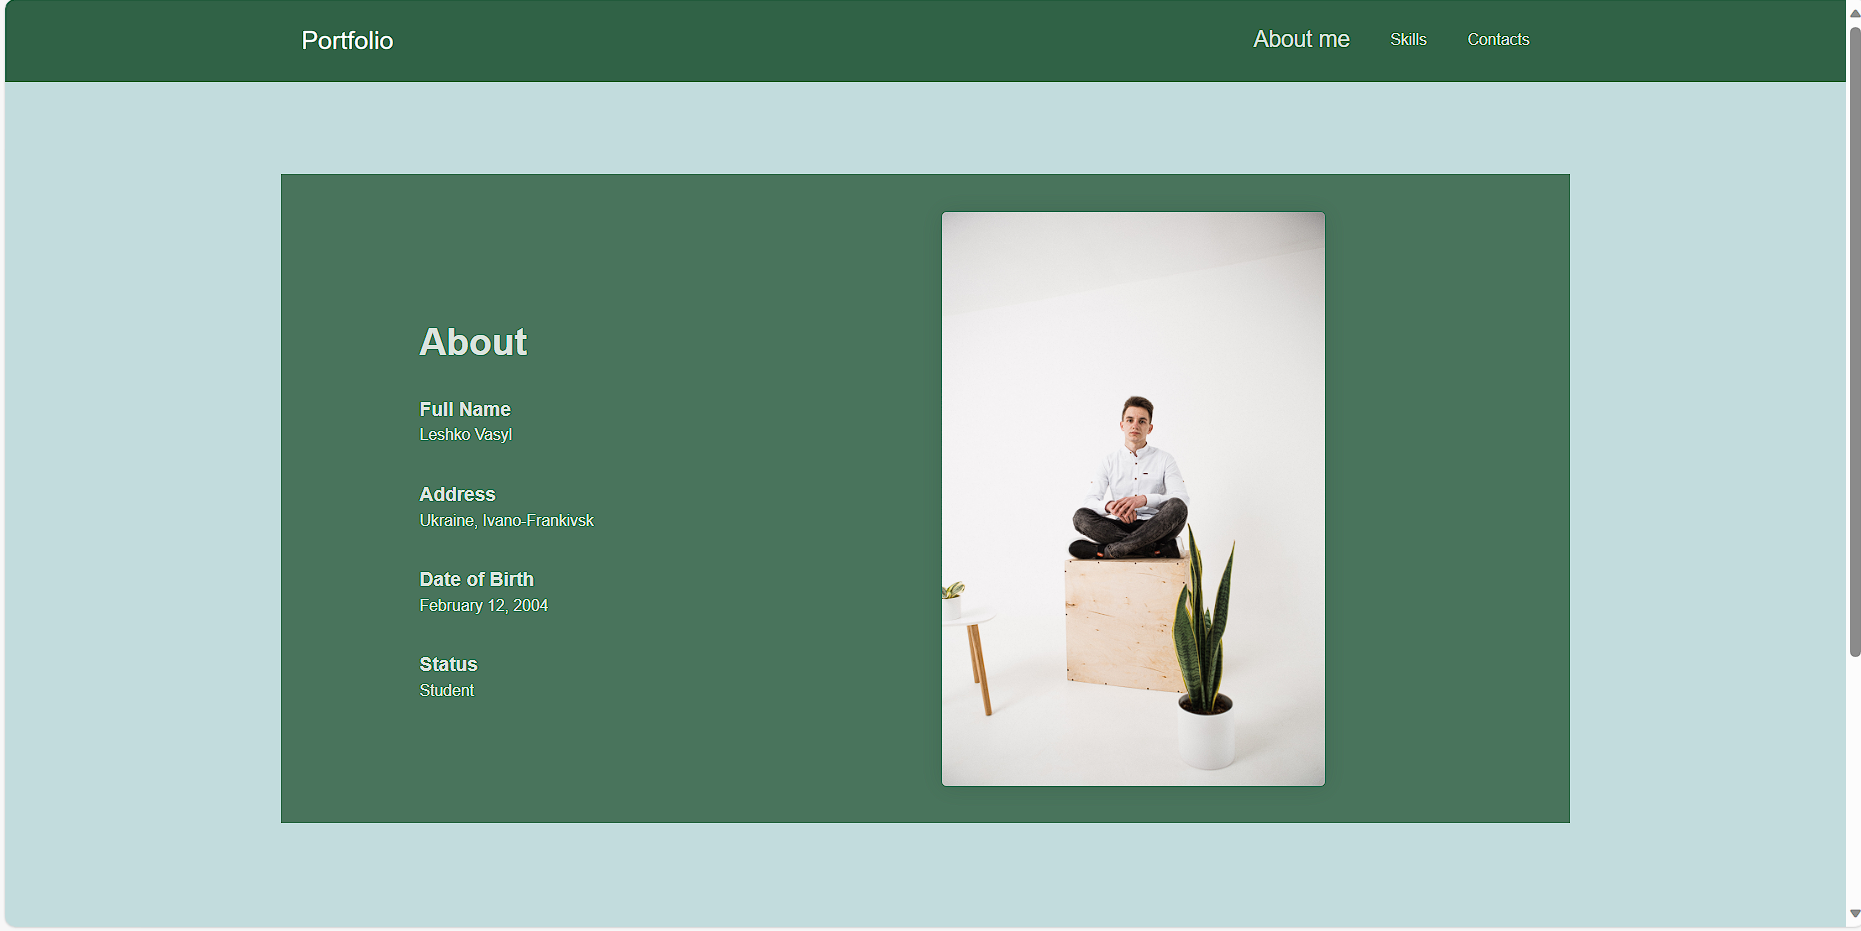 Portfolio
About me
Skills
Contacts
About
Full Name
Leshko Vasyl
Address
Ukraine, Ivano-Frankivsk
Date of Birth
February 12, 2004
Status
Student